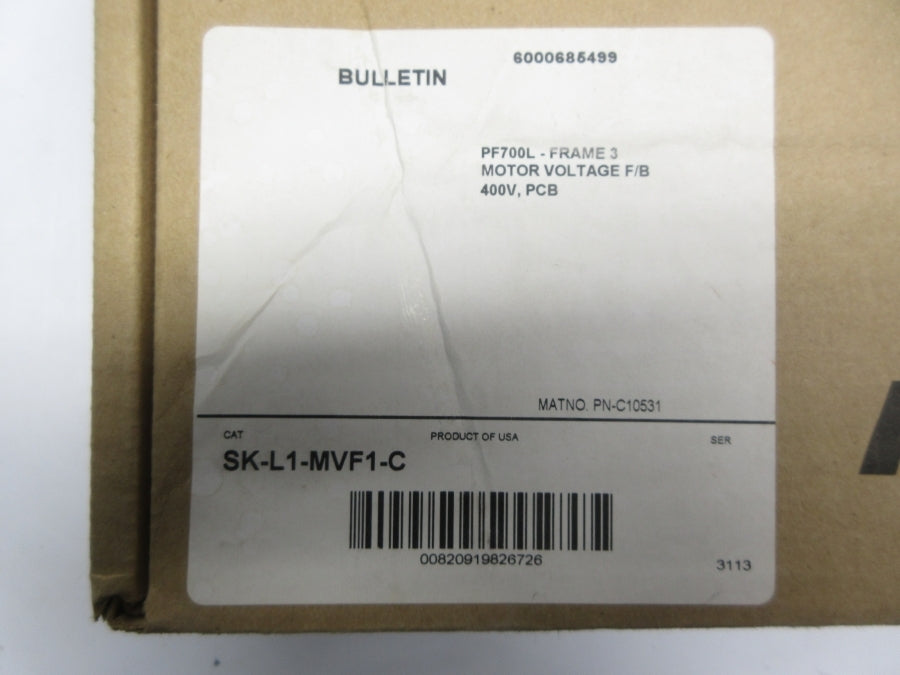 6000685499
BULLETIN
PF700L - FRAME 3
MOTOR VOLTAGE F/B
400V, PCB
MATNO. PN-C10531
CAT PRODUCT OF USA SER
SK-L1-MVF1-C
00820919826726
3113